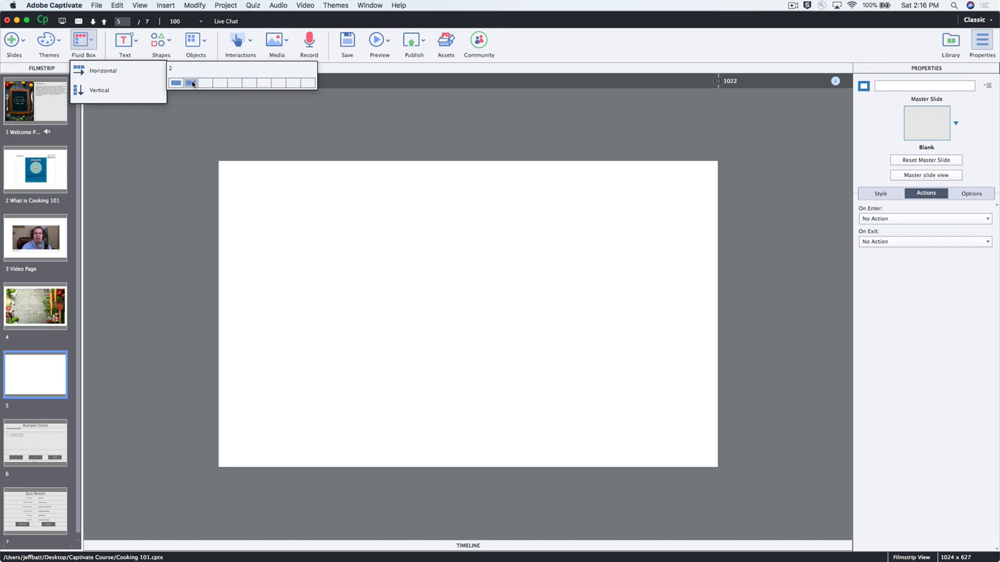 Adobe Captivate File Edit View Insert Modify Project Quiz Audio Video Themes Window Help 100% Sat 2:16 PM
Cp 5 / 7 100 Live Chat Classic
Slides Themes Fluid Box Text Shapes Objects Interactions Media Record Save Preview Publish Assets Community Library Properties
FILMSTRIP
Horizontal
Vertical
2
1022
PROPERTIES
Master Slide
Blank
Reset Master Slide
Master slide view
Style Actions Options
On Enter:
No Action
On Exit:
No Action
1 Welcome P...
2 What is Cooking 101
3 Video Page
4
5
Multiple Choice
6
Quiz Results
7
TIMELINE
/Users/jeffbatt/Desktop/Captivate Course/Cooking 101.cptx Filmstrip View 1024 x 627